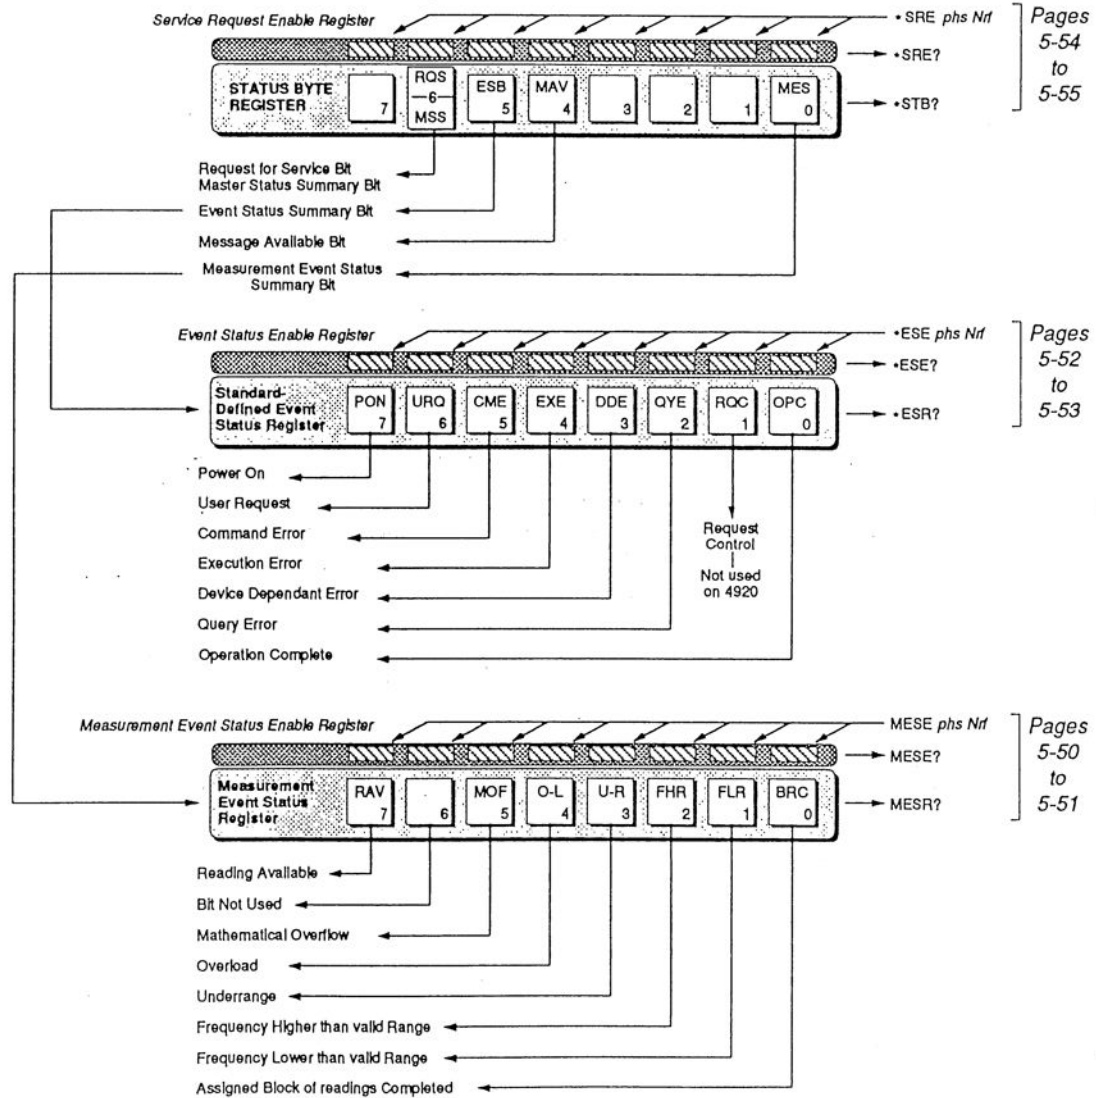 Service Request Enable Register
• SRE phs Nrf
• SRE?
Pages
5-54
to
5-55
STATUS BYTE
REGISTER
7
RQS
6
MSS
ESB
5
MAV
4
3
2
1
MES
0
• STB?
Request for Service Bit
Master Status Summary Bit
Event Status Summary Bit
Message Available Bit
Measurement Event Status
Summary Bit
Event Status Enable Register
• ESE phs Nrf
• ESE?
Pages
5-52
to
5-53
Standard-
Defined Event
Status Register
PON
7
URQ
6
CME
5
EXE
4
DDE
3
QYE
2
RQC
1
OPC
0
• ESR?
Power On
User Request
Command Error
Execution Error
Device Dependant Error
Query Error
Operation Complete
Request
Control
Not used
on 4920
Measurement Event Status Enable Register
MESE phs Nrf
MESE?
Pages
5-50
to
5-51
Measurement
Event Status
Register
RAV
7
6
MOF
5
O-L
4
U-R
3
FHR
2
FLR
1
BRC
0
MESR?
Reading Available
Bit Not Used
Mathematical Overflow
Overload
Underrange
Frequency Higher than valid Range
Frequency Lower than valid Range
Assigned Block of readings Completed